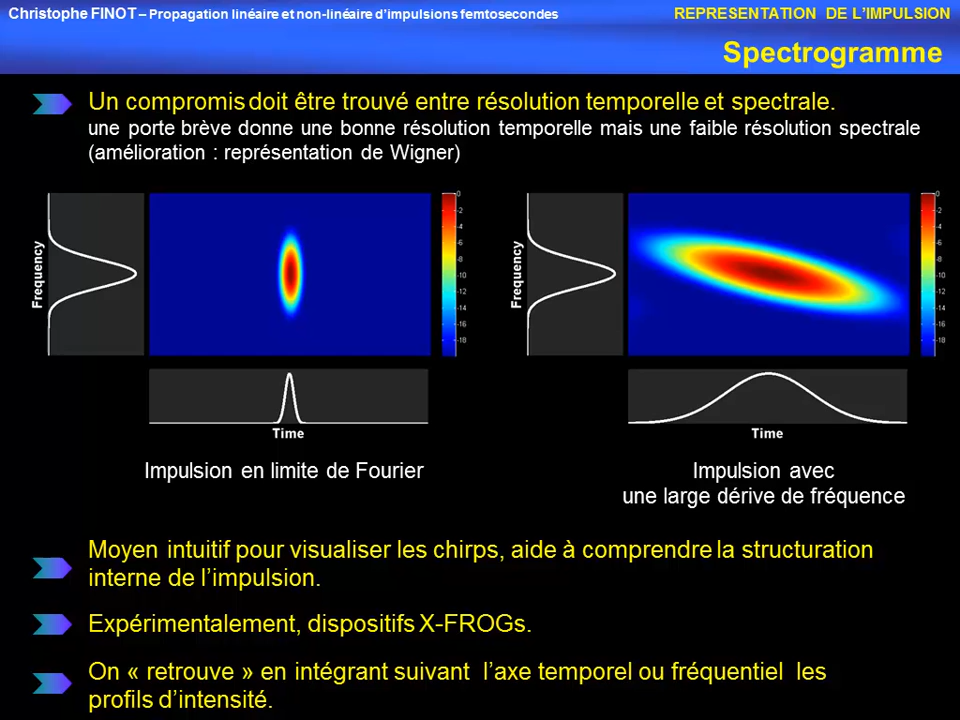 Christophe FINOT – Propagation linéaire et non-linéaire d’impulsions femtosecondes
REPRESENTATION DE L’IMPULSION
Spectrogramme
Un compromis doit être trouvé entre résolution temporelle et spectrale.
une porte brève donne une bonne résolution temporelle mais une faible résolution spectrale
(amélioration : représentation de Wigner)
Frequency
0
-2
-4
-6
-8
-10
-12
-14
-16
-18
Time
Impulsion en limite de Fourier
Frequency
0
-2
-4
-6
-8
-10
-12
-14
-16
-18
Time
Impulsion avec
une large dérive de fréquence
Moyen intuitif pour visualiser les chirps, aide à comprendre la structuration
interne de l’impulsion.
Expérimentalement, dispositifs X-FROGs.
On « retrouve » en intégrant suivant l’axe temporel ou fréquentiel les
profils d’intensité.